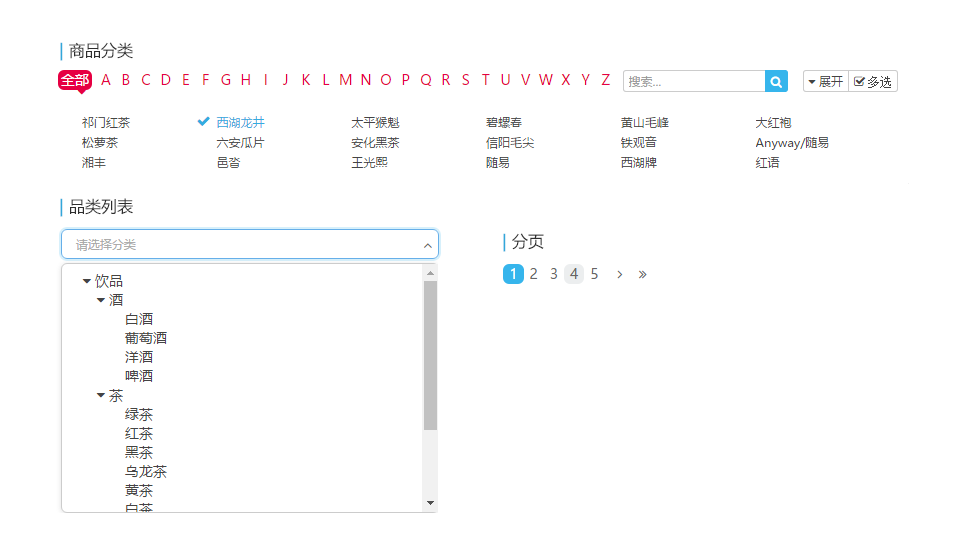 商品分类
全部 A B C D E F G H I J K L M N O P Q R S T U V W X Y Z 搜索... 展开 多选
祁门红茶 西湖龙井 太平猴魁 碧螺春 黄山毛峰 大红袍
松萝茶 六安瓜片 安化黑茶 信阳毛尖 铁观音 Anyway/随易
湘丰 邑沓 王光熙 随易 西湖牌 红语
品类列表
请选择分类
饮品
酒
白酒
葡萄酒
洋酒
啤酒
茶
绿茶
红茶
黑茶
乌龙茶
黄茶
白茶
分页
1 2 3 4 5 › »